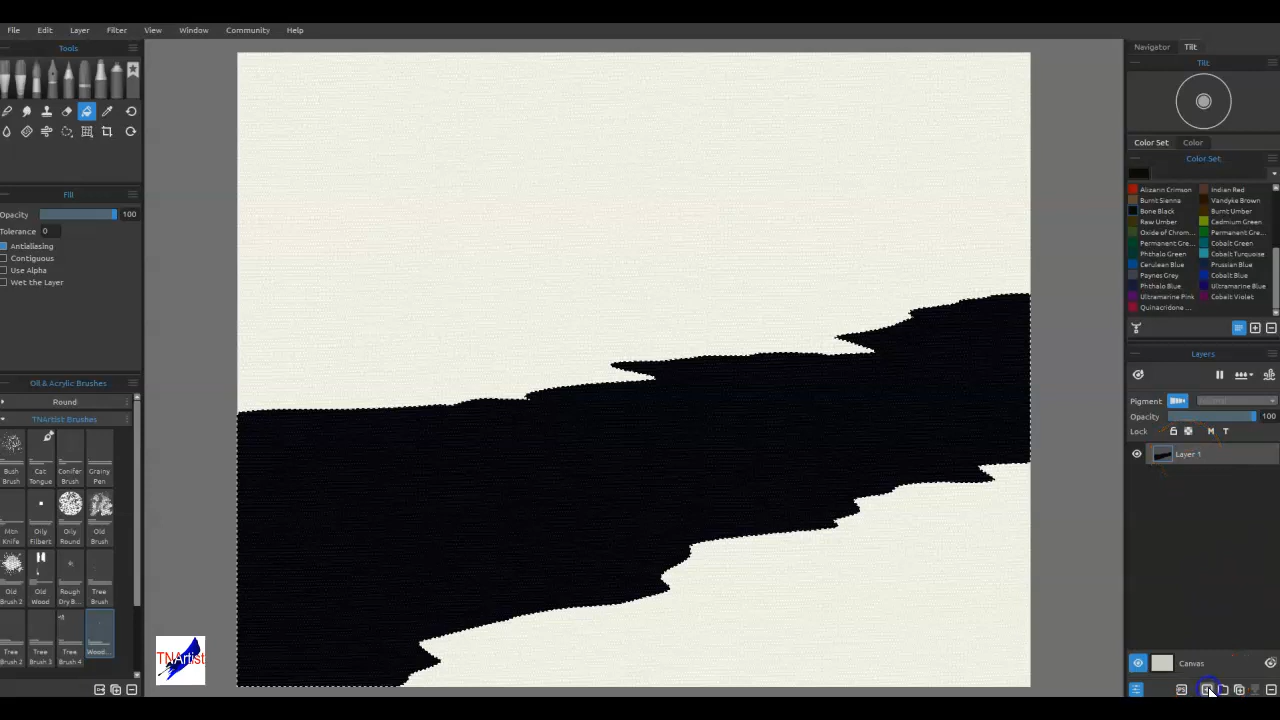 File Edit Layer Filter View Window Community Help
Tools
Fill
Opacity 100
Tolerance 0
Antialiasing
Contiguous
Use Alpha
Wet the Layer
Oil & Acrylic Brushes
Round
TNArtist Brushes
Bush Brush
Cat Tongue
Conifer Brush
Grainy Pen
Mtn Knife
Oily Filbert
Oily Round
Old Brush
Old Brush 2
Old Wood
Rough Dry B...
Tree Brush
Tree Brush 2
Tree Brush 3
Tree Brush 4
Wood...
TNArtist
Navigator Tilt
Tilt
Color Set Color
Color Set
Alizarin Crimson Indian Red
Burnt Sienna Vandyke Brown
Bone Black Burnt Umber
Raw Umber Cadmium Green
Oxide of Chrom... Permanent Gre...
Permanent Gre... Cobalt Green
Phthalo Green Cobalt Turquoise
Cerulean Blue Prussian Blue
Paynes Grey Cobalt Blue
Phthalo Blue Ultramarine Blue
Ultramarine Pink Cobalt Violet
Quinacridone ...
Layers
Pigment
Opacity 100
Lock M T
Layer 1
Canvas
PS